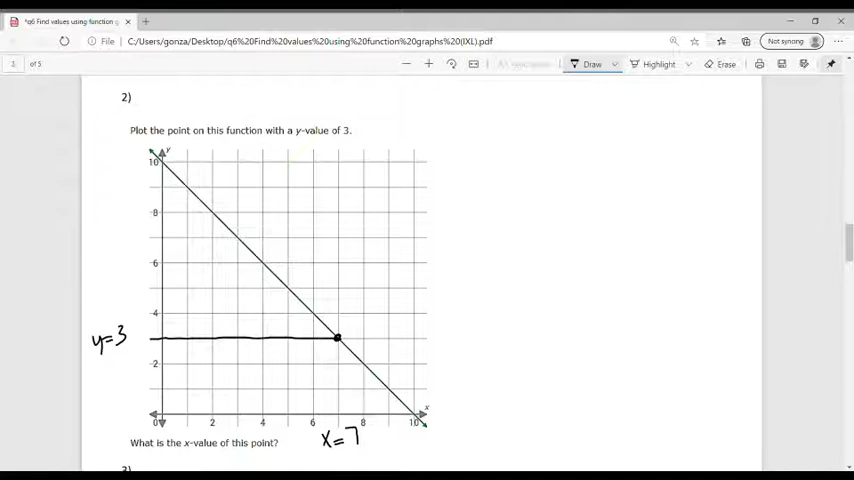 *q6 Find values using function g
File
C:/Users/gonza/Desktop/q6%20Find%20values%20using%20function%20graphs%20(IXL).pdf
Not syncing
of 5
Draw
Highlight
Erase
2)
Plot the point on this function with a y-value of 3.
y
10
8
6
4
y=3
2
x
0 2 4 6 8 10
What is the x-value of this point?
x=7
3)